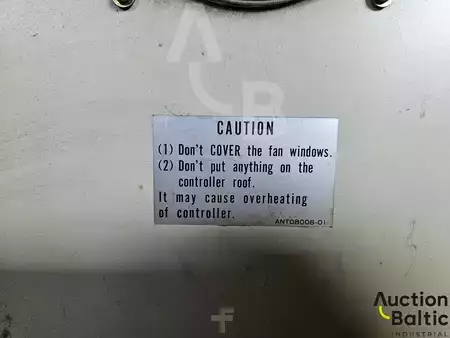 CAUTION
(1) Don't COVER the fan windows.
(2) Don't put anything on the
controller roof.
It may cause overheating
of controller.
ANT08008-01
Auction
Baltic
INDUSTRIAL